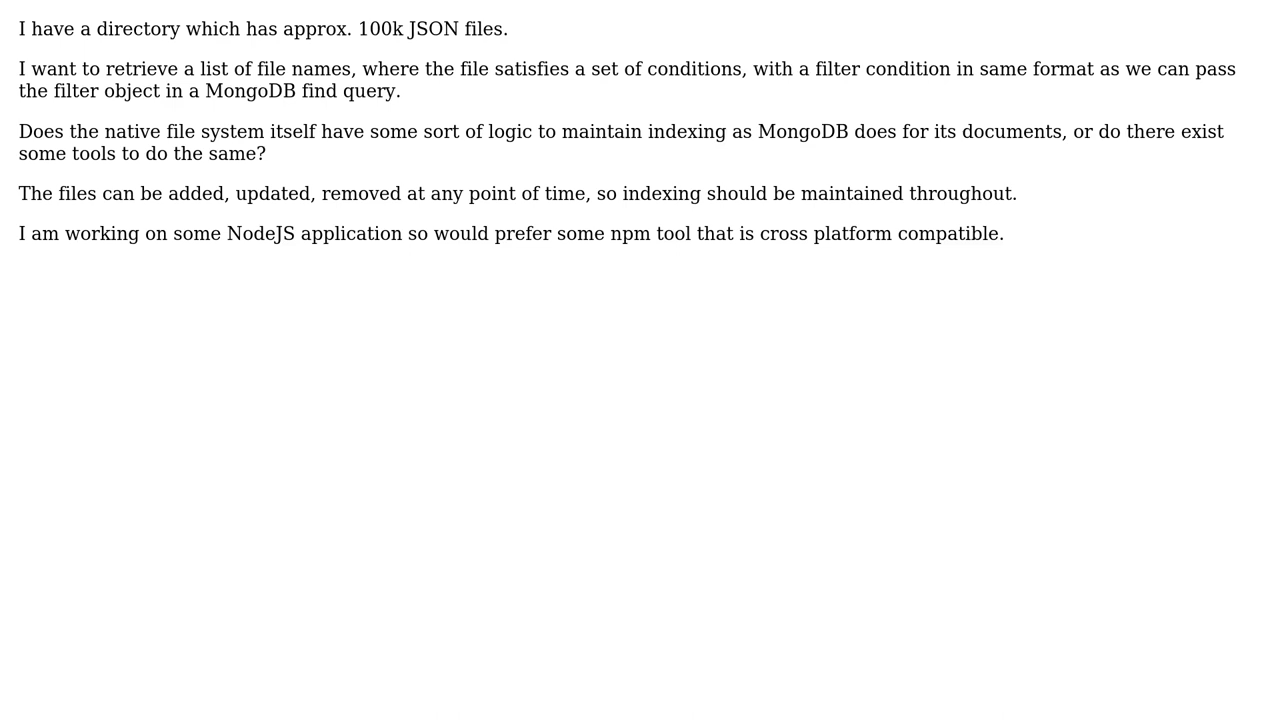 I have a directory which has approx. 100k JSON files.
I want to retrieve a list of file names, where the file satisfies a set of conditions, with a filter condition in same format as we can pass
the filter object in a MongoDB find query.
Does the native file system itself have some sort of logic to maintain indexing as MongoDB does for its documents, or do there exist
some tools to do the same?
The files can be added, updated, removed at any point of time, so indexing should be maintained throughout.
I am working on some NodeJS application so would prefer some npm tool that is cross platform compatible.